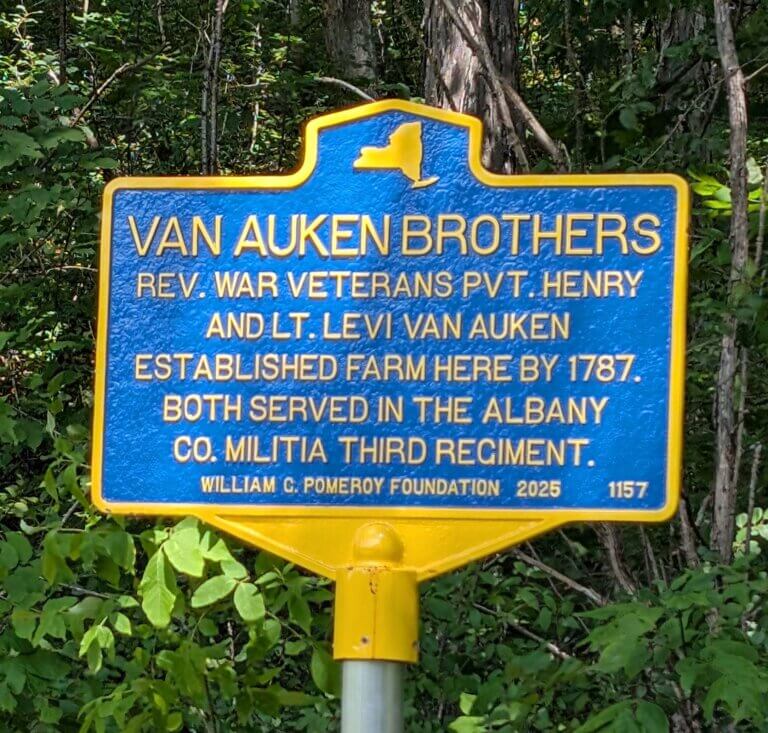 VAN AUKEN BROTHERS
REV. WAR VETERANS PVT. HENRY
AND LT. LEVI VAN AUKEN
ESTABLISHED FARM HERE BY 1787.
BOTH SERVED IN THE ALBANY
CO. MILITIA THIRD REGIMENT.
WILLIAM G. POMEROY FOUNDATION 2025 1157